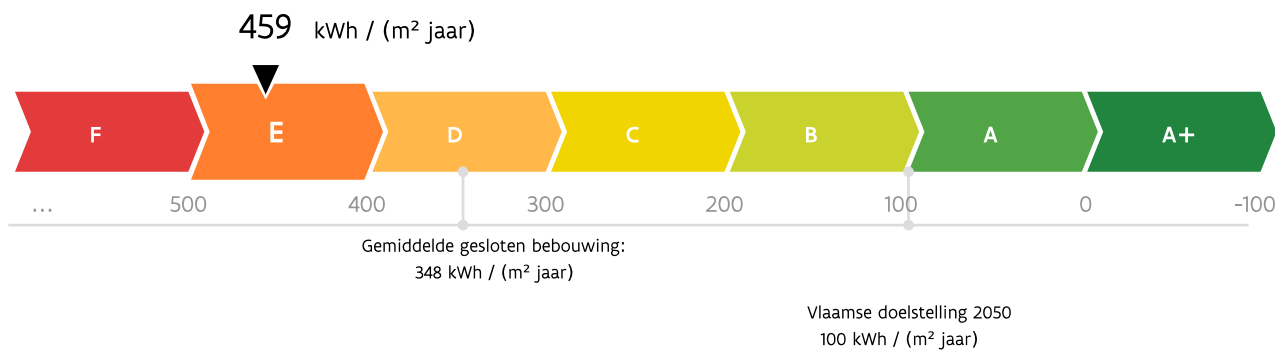 459 kWh / (m² jaar)
F E D C B A A+
... 500 400 300 200 100 0 -100
Gemiddelde gesloten bebouwing:
348 kWh / (m² jaar)
Vlaamse doelstelling 2050
100 kWh / (m² jaar)